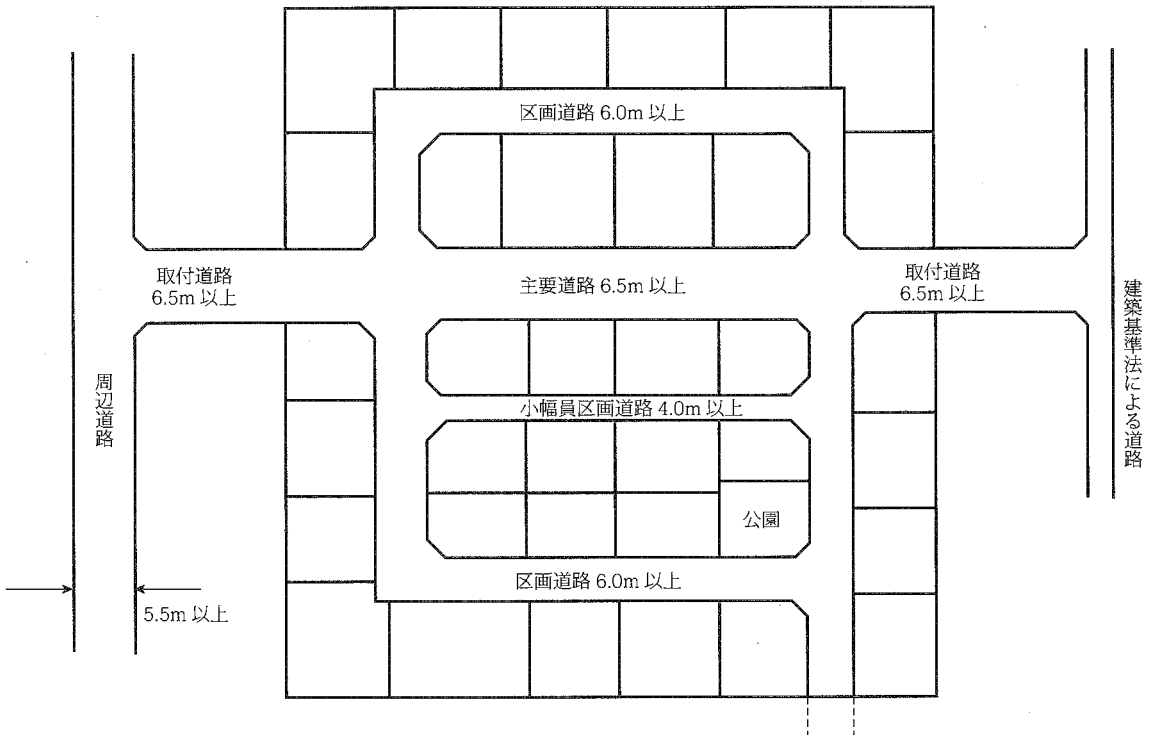 区画道路 6.0m 以上
取付道路
6.5m 以上
主要道路 6.5m 以上
取付道路
6.5m 以上
建築基準法による道路
周辺道路
小幅員区画道路 4.0m 以上
公園
区画道路 6.0m 以上
5.5m 以上